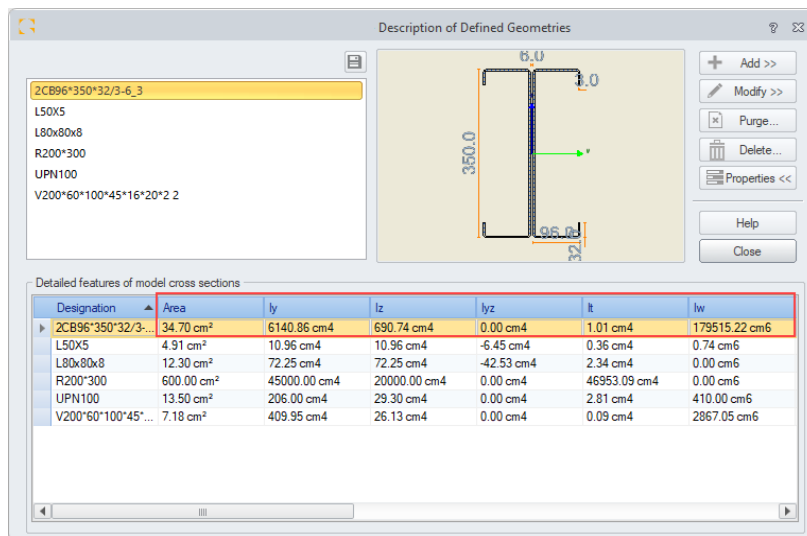 Description of Defined Geometries
2CB96*350*32/3-6_3
L50X5
L80x80x8
R200*300
UPN100
V200*60*100*45*16*20*2 2
6.0
3.0
350.0
96.0
32.
Add >>
Modify >>
Purge...
Delete...
Properties <<
Help
Close
Detailed features of model cross sections
Designation Area Iy Iz Iyz It Iw
2CB96*350*32/3-... 34.70 cm² 6140.86 cm4 690.74 cm4 0.00 cm4 1.01 cm4 179515.22 cm6
L50X5 4.91 cm² 10.96 cm4 10.96 cm4 -6.45 cm4 0.36 cm4 0.74 cm6
L80x80x8 12.30 cm² 72.25 cm4 72.25 cm4 -42.53 cm4 2.34 cm4 0.00 cm6
R200*300 600.00 cm² 45000.00 cm4 20000.00 cm4 0.00 cm4 46953.09 cm4 0.00 cm6
UPN100 13.50 cm² 206.00 cm4 29.30 cm4 0.00 cm4 2.81 cm4 410.00 cm6
V200*60*100*45*... 7.18 cm² 409.95 cm4 26.13 cm4 0.00 cm4 0.09 cm4 2867.05 cm6